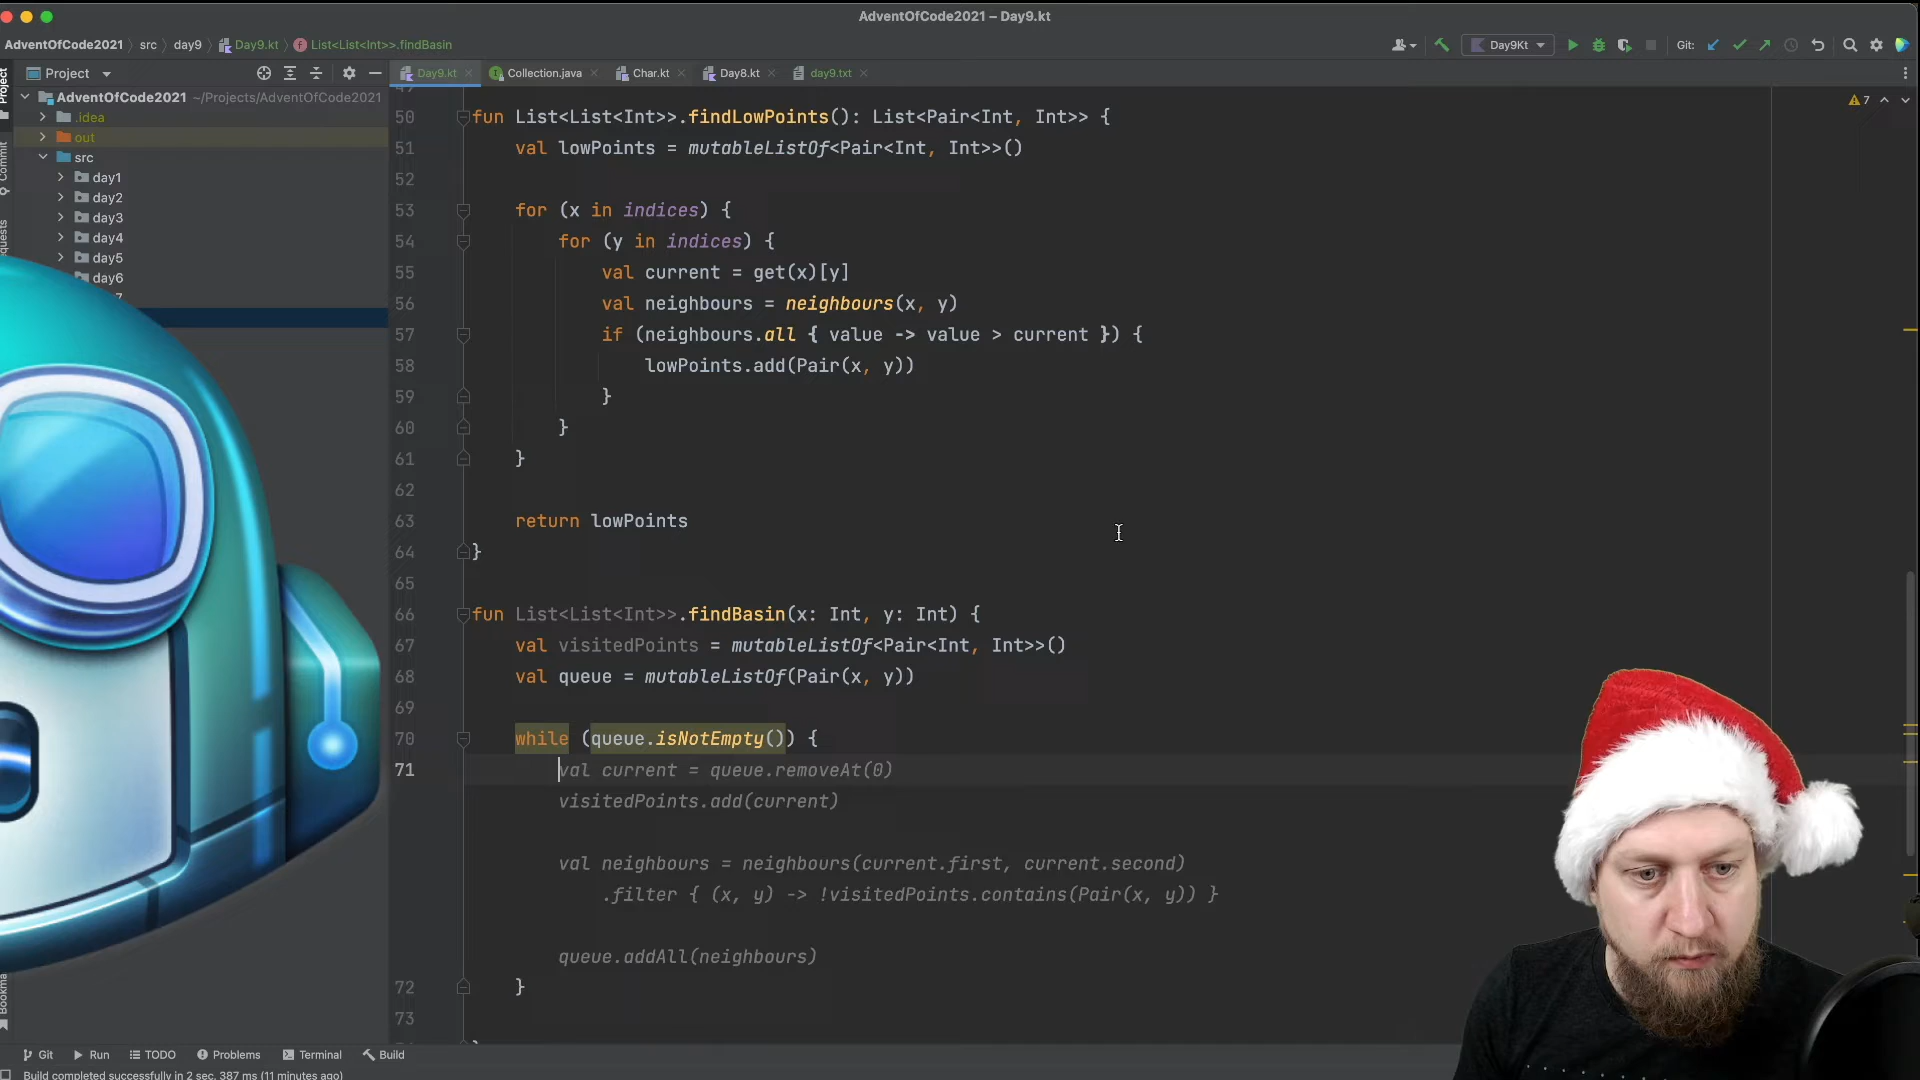 AdventOfCode2021 – Day9.kt
AdventOfCode2021 src day9 Day9.kt List<List<Int>>.findBasin
Day9Kt
Git:
Project
Day9.kt
Collection.java
Char.kt
Day8.kt
day9.txt
Project
Commit
AdventOfCode2021 ~/Projects/AdventOfCode2021
.idea
out
src
day1
day2
day3
day4
day5
day6
7
50 fun List<List<Int>>.findLowPoints(): List<Pair<Int, Int>> {
51 val lowPoints = mutableListOf<Pair<Int, Int>>()
52
53 for (x in indices) {
54 for (y in indices) {
55 val current = get(x)[y]
56 val neighbours = neighbours(x, y)
57 if (neighbours.all { value -> value > current }) {
58 lowPoints.add(Pair(x, y))
59 }
60 }
61 }
62
63 return lowPoints
64 }
65
66 fun List<List<Int>>.findBasin(x: Int, y: Int) {
67 val visitedPoints = mutableListOf<Pair<Int, Int>>()
68 val queue = mutableListOf(Pair(x, y))
69
70 while (queue.isNotEmpty()) {
71 val current = queue.removeAt(0)
visitedPoints.add(current)
val neighbours = neighbours(current.first, current.second)
.filter { (x, y) -> !visitedPoints.contains(Pair(x, y)) }
queue.addAll(neighbours)
72 }
73
Git Run TODO Problems Terminal Build
Build completed successfully in 2 sec, 387 ms (11 minutes ago)